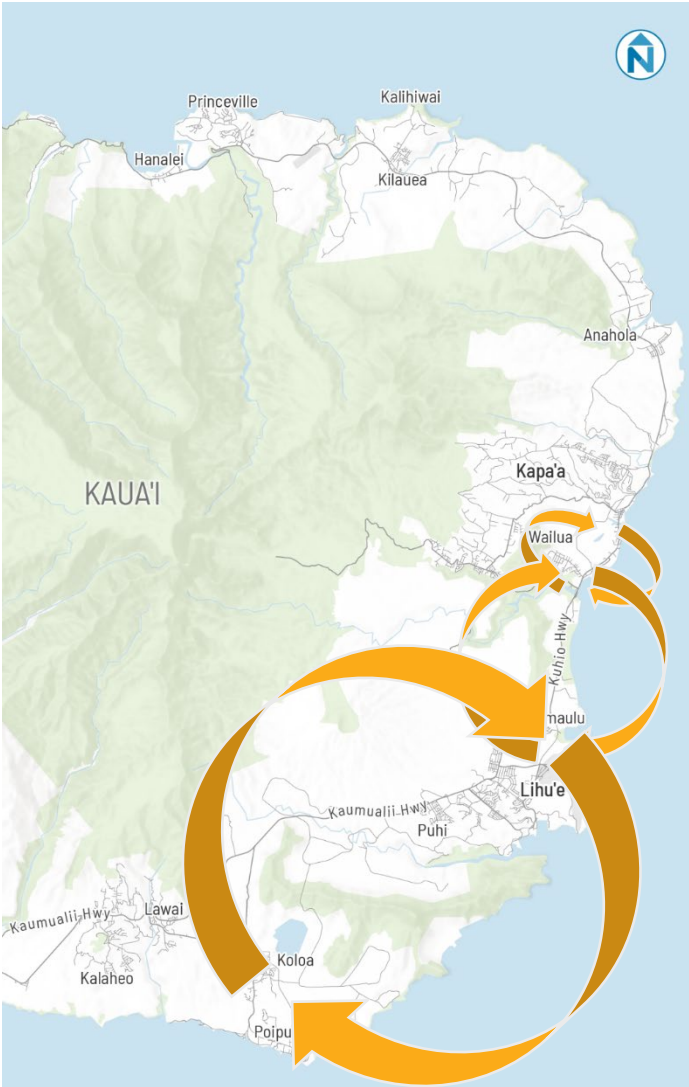 N
Princeville
Kalihiwai
Hanalei
Kilauea
Anahola
Kapa'a
KAUA'I
Wailua
Kuhio Hwy
maulu
Lihu'e
Kaumualii Hwy
Puhi
Kaumualii Hwy
Lawai
Koloa
Kalaheo
Poipu